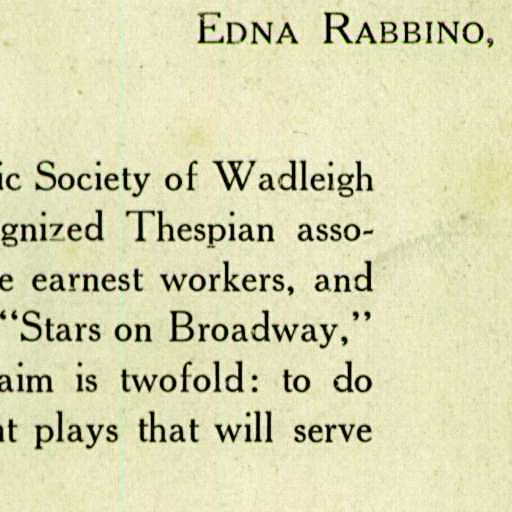 EDNA RABBINO,
ic Society of Wadleigh
gnized Thespian asso-
e earnest workers, and
“Stars on Broadway,”
aim is twofold: to do
t plays that will serve